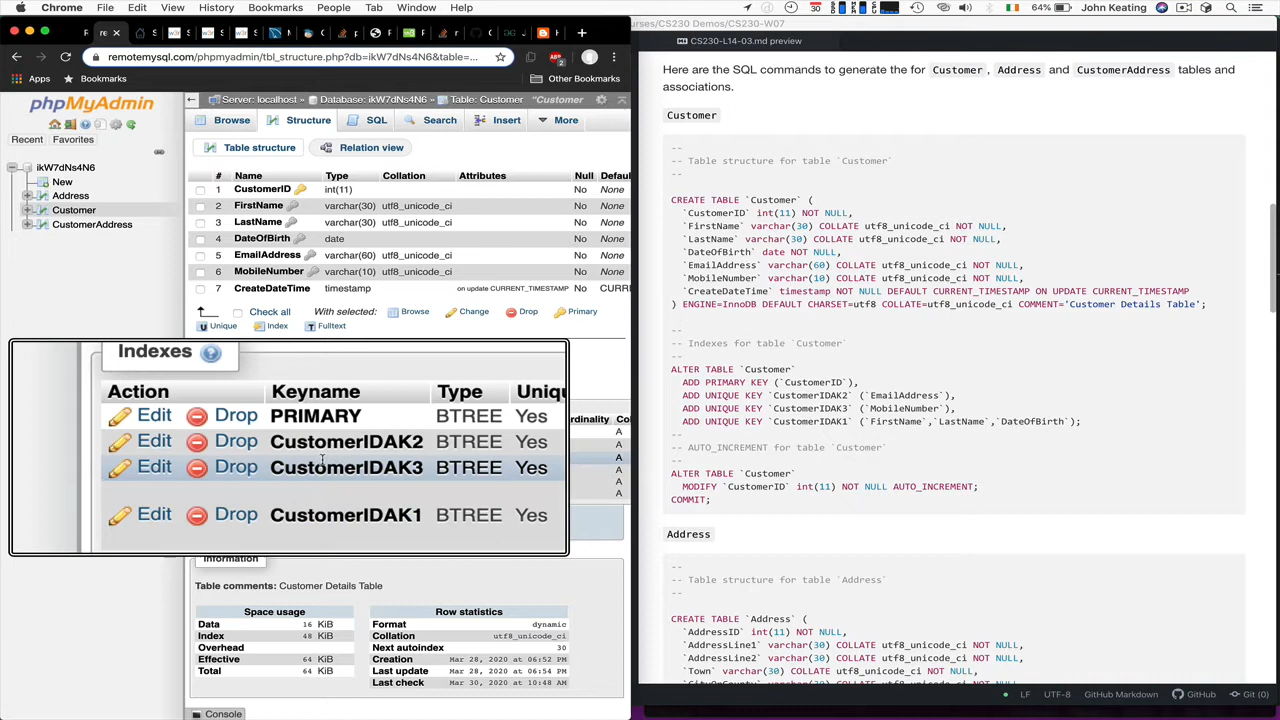 Chrome File Edit View History Bookmarks People Tab Window Help 30 64% John Keating
remotemysql.com/phpmyadmin/tbl_structure.php?db=ikW7dNs4N6&table=...
Apps Bookmarks Other Bookmarks
phpMyAdmin
Recent Favorites
ikW7dNs4N6
New
Address
Customer
CustomerAddress
Server: localhost » Database: ikW7dNs4N6 » Table: Customer "Customer
Browse Structure SQL Search Insert More
Table structure Relation view
# Name Type Collation Attributes Null Default
1 CustomerID int(11) No None
2 FirstName varchar(30) utf8_unicode_ci No None
3 LastName varchar(30) utf8_unicode_ci No None
4 DateOfBirth date No None
5 EmailAddress varchar(60) utf8_unicode_ci No None
6 MobileNumber varchar(10) utf8_unicode_ci No None
7 CreateDateTime timestamp on update CURRENT_TIMESTAMP No CURR
Check all With selected: Browse Change Drop Primary
Unique Index Fulltext
Indexes
Action Keyname Type Uniqu
Edit Drop PRIMARY BTREE Yes
Edit Drop CustomerIDAK2 BTREE Yes
Edit Drop CustomerIDAK3 BTREE Yes
Edit Drop CustomerIDAK1 BTREE Yes
rdinality Co
A
A
A
A
A
Information
Table comments: Customer Details Table
Space usage
Data 16 KiB
Index 48 KiB
Overhead
Effective 64 KiB
Total 64 KiB
Row statistics
Format dynamic
Collation utf8_unicode_ci
Next autoindex 30
Creation Mar 28, 2020 at 06:52 PM
Last update Mar 28, 2020 at 06:54 PM
Last check Mar 30, 2020 at 10:48 AM
Console
urses/CS230 Demos/CS230-W07
CS230-L14-03.md preview
Here are the SQL commands to generate the for Customer, Address and CustomerAddress tables and
associations.
Customer
--
-- Table structure for table `Customer`
--
CREATE TABLE `Customer` (
`CustomerID` int(11) NOT NULL,
`FirstName` varchar(30) COLLATE utf8_unicode_ci NOT NULL,
`LastName` varchar(30) COLLATE utf8_unicode_ci NOT NULL,
`DateOfBirth` date NOT NULL,
`EmailAddress` varchar(60) COLLATE utf8_unicode_ci NOT NULL,
`MobileNumber` varchar(10) COLLATE utf8_unicode_ci NOT NULL,
`CreateDateTime` timestamp NOT NULL DEFAULT CURRENT_TIMESTAMP ON UPDATE CURRENT_TIMESTAMP
) ENGINE=InnoDB DEFAULT CHARSET=utf8 COLLATE=utf8_unicode_ci COMMENT='Customer Details Table';
--
-- Indexes for table `Customer`
--
ALTER TABLE `Customer`
ADD PRIMARY KEY (`CustomerID`),
ADD UNIQUE KEY `CustomerIDAK2` (`EmailAddress`),
ADD UNIQUE KEY `CustomerIDAK3` (`MobileNumber`),
ADD UNIQUE KEY `CustomerIDAK1` (`FirstName`,`LastName`,`DateOfBirth`);
--
-- AUTO_INCREMENT for table `Customer`
--
ALTER TABLE `Customer`
MODIFY `CustomerID` int(11) NOT NULL AUTO_INCREMENT;
COMMIT;
Address
--
-- Table structure for table `Address`
--
CREATE TABLE `Address` (
`AddressID` int(11) NOT NULL,
`AddressLine1` varchar(30) COLLATE utf8_unicode_ci NOT NULL,
`AddressLine2` varchar(30) COLLATE utf8_unicode_ci NOT NULL,
`Town` varchar(30) COLLATE utf8_unicode_ci NOT NULL,
`CityOrCounty` varchar(30) COLLATE utf8_unicode_ci NOT NULL,
LF UTF-8 GitHub Markdown GitHub Git (0)